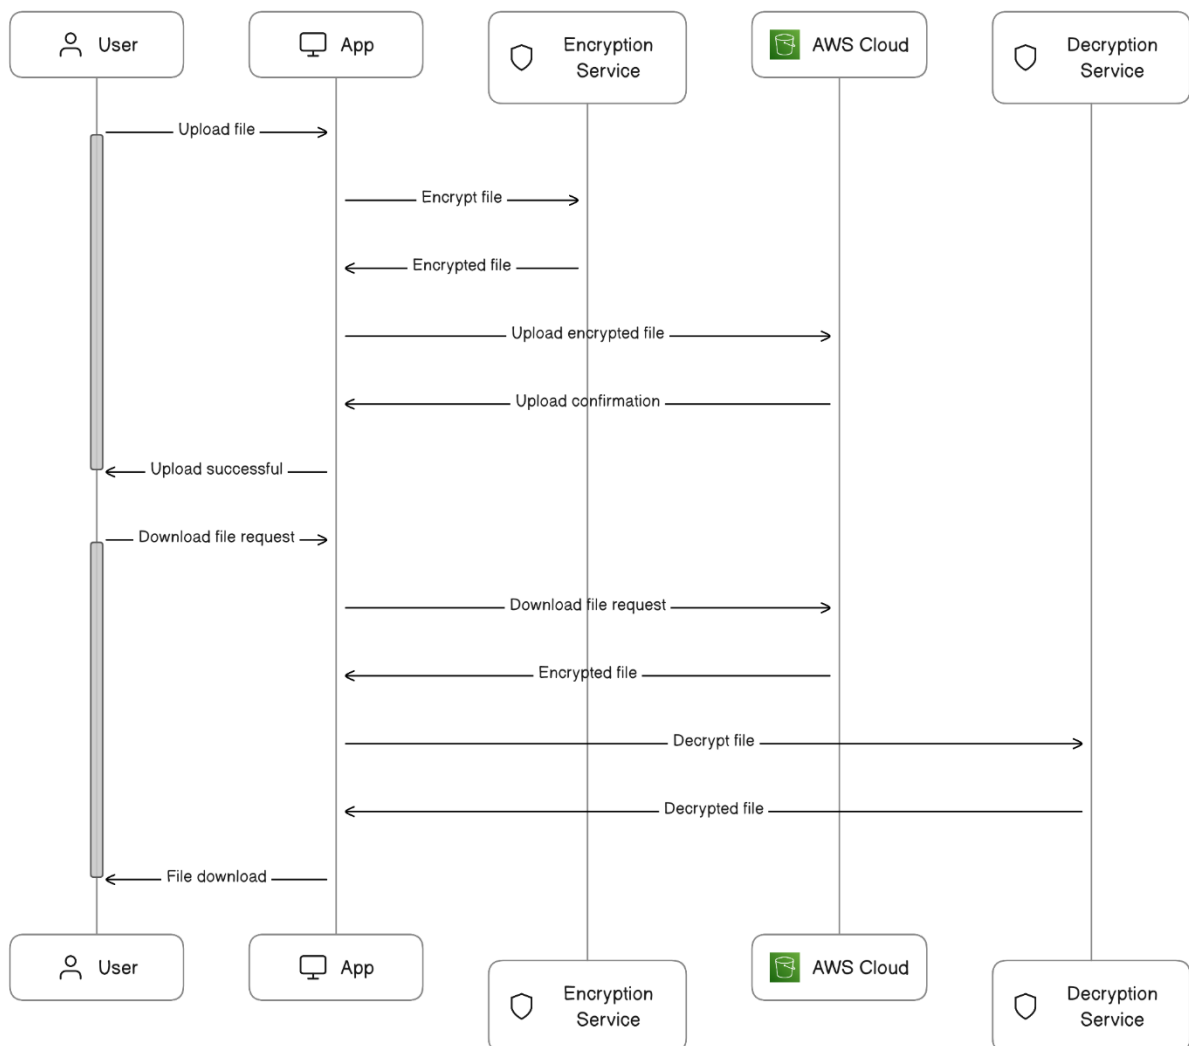 User
App
Encryption
Service
AWS Cloud
Decryption
Service
Upload file
Encrypt file
Encrypted file
Upload encrypted file
Upload confirmation
Upload successful
Download file request
Download file request
Encrypted file
Decrypt file
Decrypted file
File download
User
App
Encryption
Service
AWS Cloud
Decryption
Service